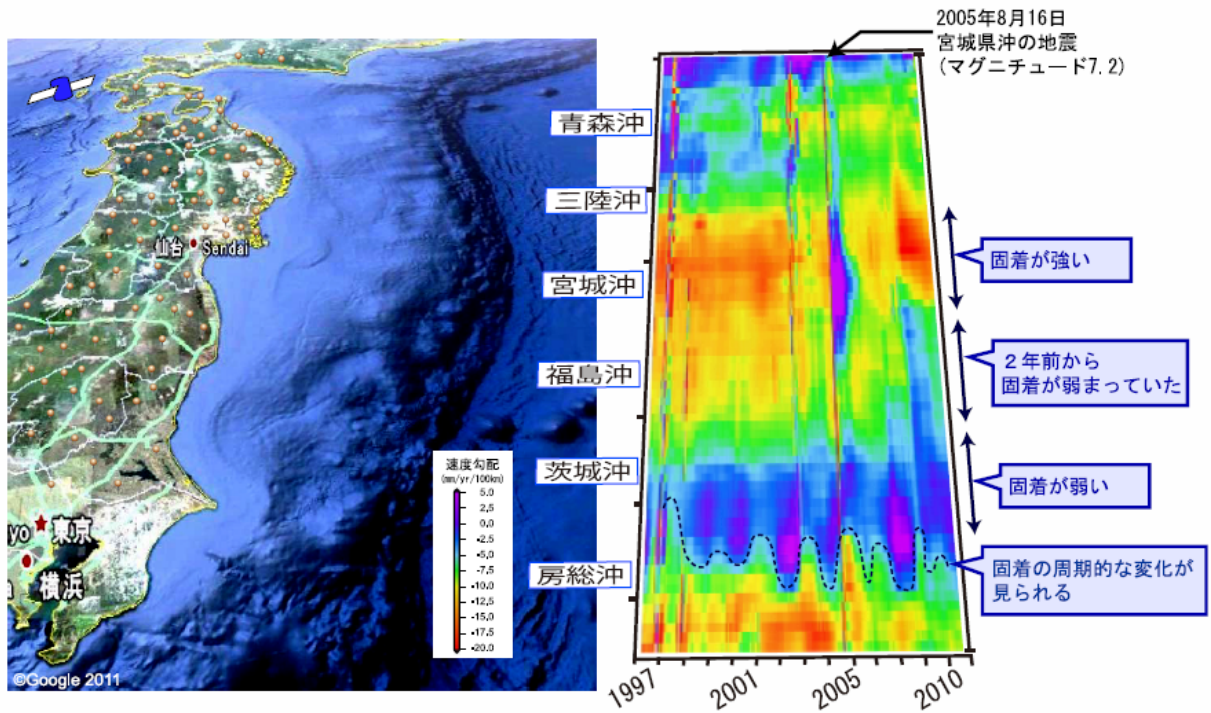 2005年8月16日
宮城県沖の地震
(マグニチュード7.2)
青森沖
三陸沖
宮城沖
福島沖
茨城沖
房総沖
固着が強い
2年前から
固着が弱まっていた
固着が弱い
固着の周期的な変化が
見られる
仙台 Sendai
yo 東京
a 横浜
速度勾配
(mm/yr/100km)
5.0
2.5
0.0
-2.5
-5.0
-7.5
-10.0
-12.5
-15.0
-17.5
-20.0
©Google 2011
1997 2001 2005 2010